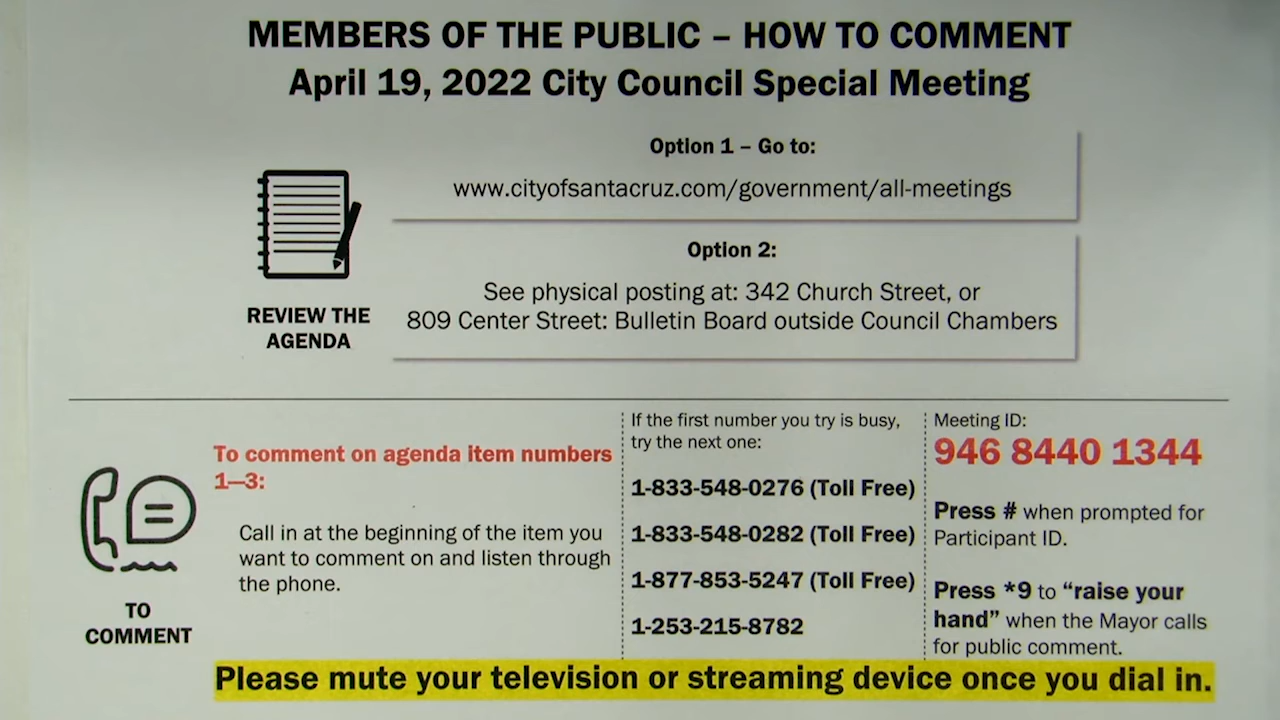 MEMBERS OF THE PUBLIC – HOW TO COMMENT
April 19, 2022 City Council Special Meeting
Option 1 – Go to:
www.cityofsantacruz.com/government/all-meetings
Option 2:
See physical posting at: 342 Church Street, or
809 Center Street: Bulletin Board outside Council Chambers
REVIEW THE
AGENDA
To comment on agenda item numbers
1—3:
Call in at the beginning of the item you
want to comment on and listen through
the phone.
TO
COMMENT
If the first number you try is busy,
try the next one:
1-833-548-0276 (Toll Free)
1-833-548-0282 (Toll Free)
1-877-853-5247 (Toll Free)
1-253-215-8782
Meeting ID:
946 8440 1344
Press # when prompted for
Participant ID.
Press *9 to “raise your
hand” when the Mayor calls
for public comment.
Please mute your television or streaming device once you dial in.